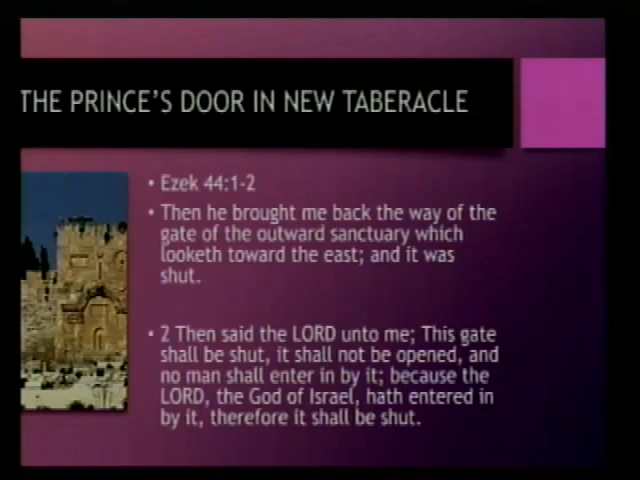 THE PRINCE'S DOOR IN NEW TABERACLE
• Ezek 44:1-2
• Then he brought me back the way of the
gate of the outward sanctuary which
looketh toward the east; and it was
shut.
• 2 Then said the LORD unto me; This gate
shall be shut, it shall not be opened, and
no man shall enter in by it; because the
LORD, the God of Israel, hath entered in
by it, therefore it shall be shut.